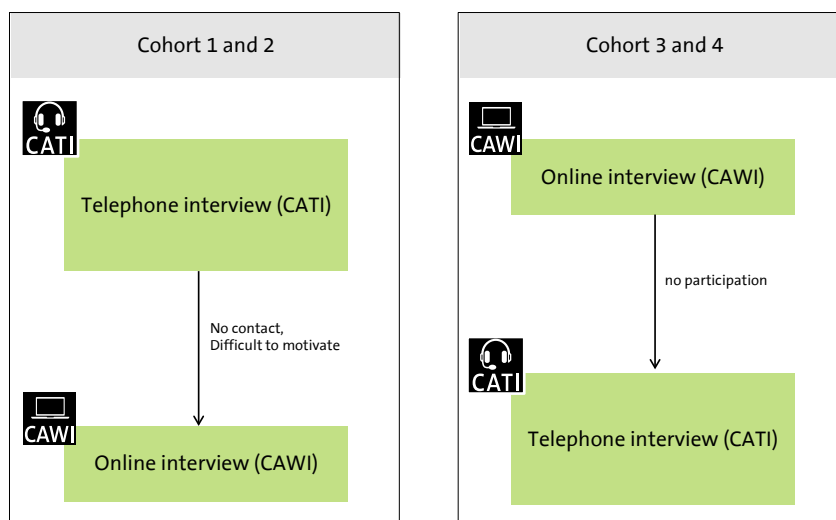 Cohort 1 and 2
CATI
Telephone interview (CATI)
No contact,
Difficult to motivate
CAWI
Online interview (CAWI)
Cohort 3 and 4
CAWI
Online interview (CAWI)
no participation
CATI
Telephone interview (CATI)